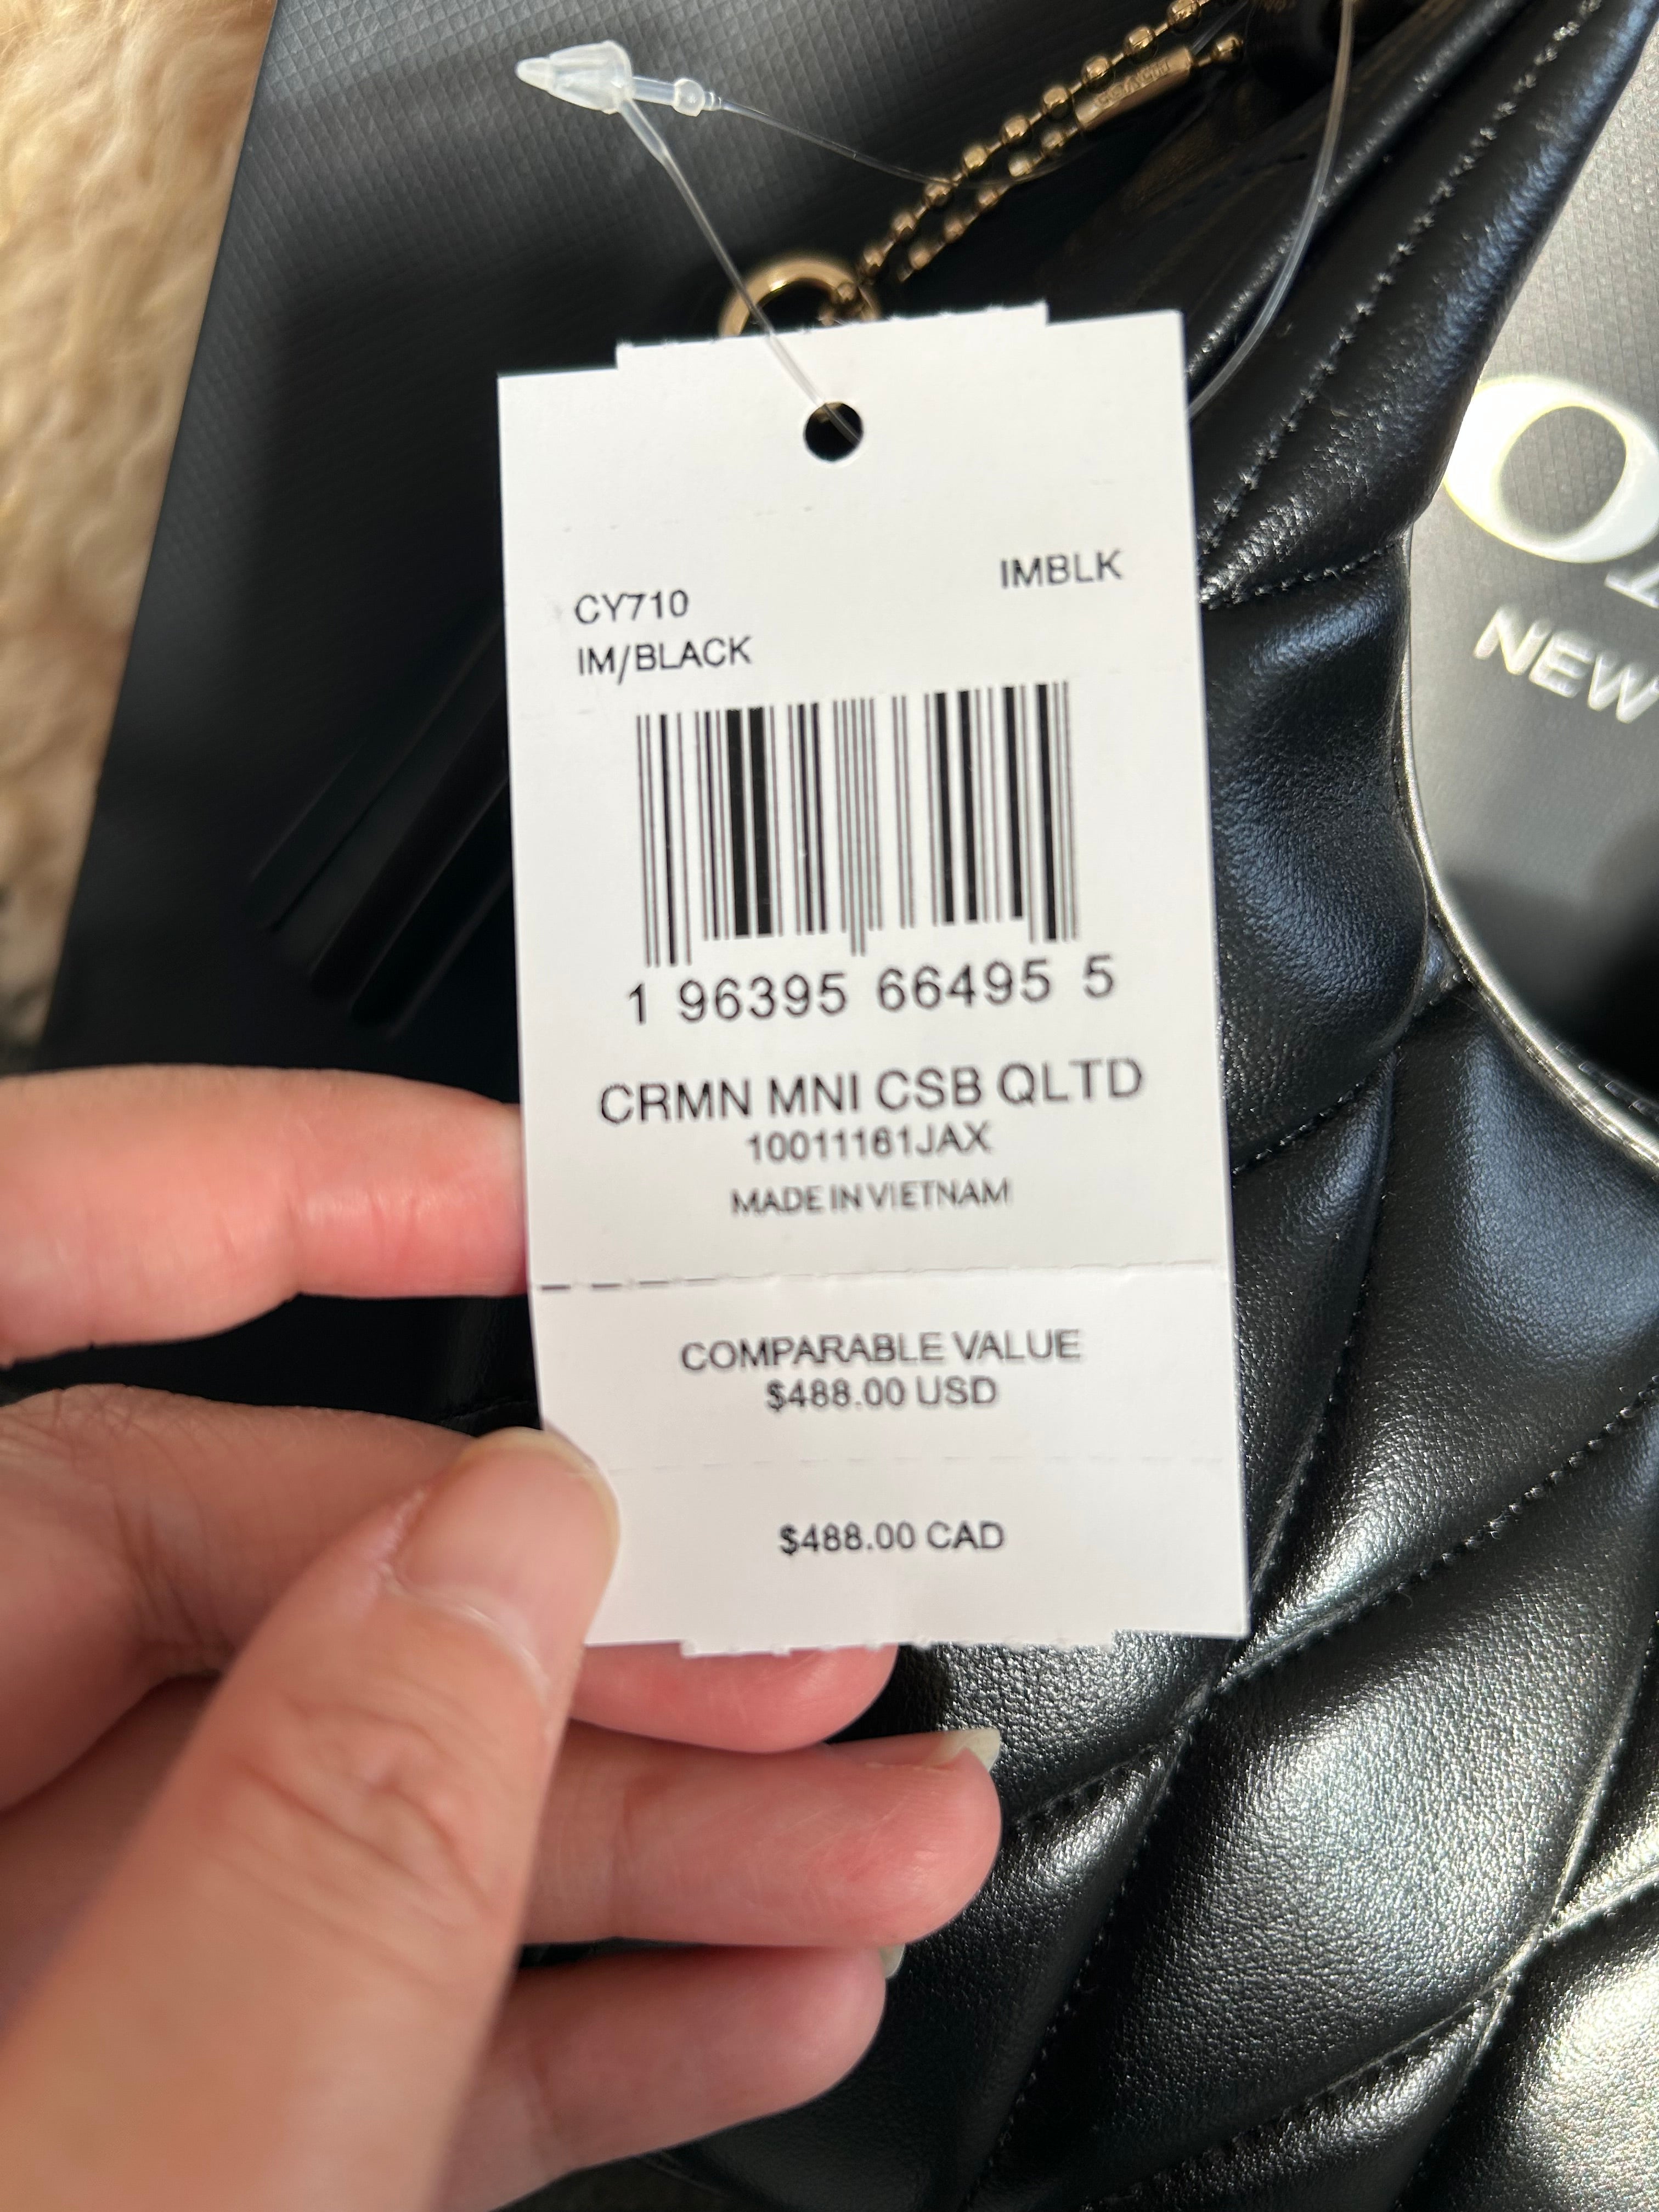 CY710
IMBLK
IM/BLACK
1 96395 66495 5
CRMN MNI CSB QLTD
10011161JAX
MADE IN VIETNAM
COMPARABLE VALUE
$488.00 USD
$488.00 CAD
NEW